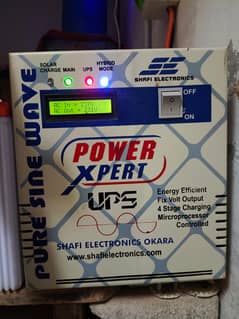 SOLAR CHARGE MAIN UPS HYBRID MODE
SHAFI ELECTRONICS
OFF
ON
PURE SINE WAVE
POWER
XPERT
UPS
Energy Efficient
Fix Volt Output
4 Stage Charging
Mircroprocessor
Controlled
SHAFI ELECTRONICS OKARA
www.shafielectronics.com